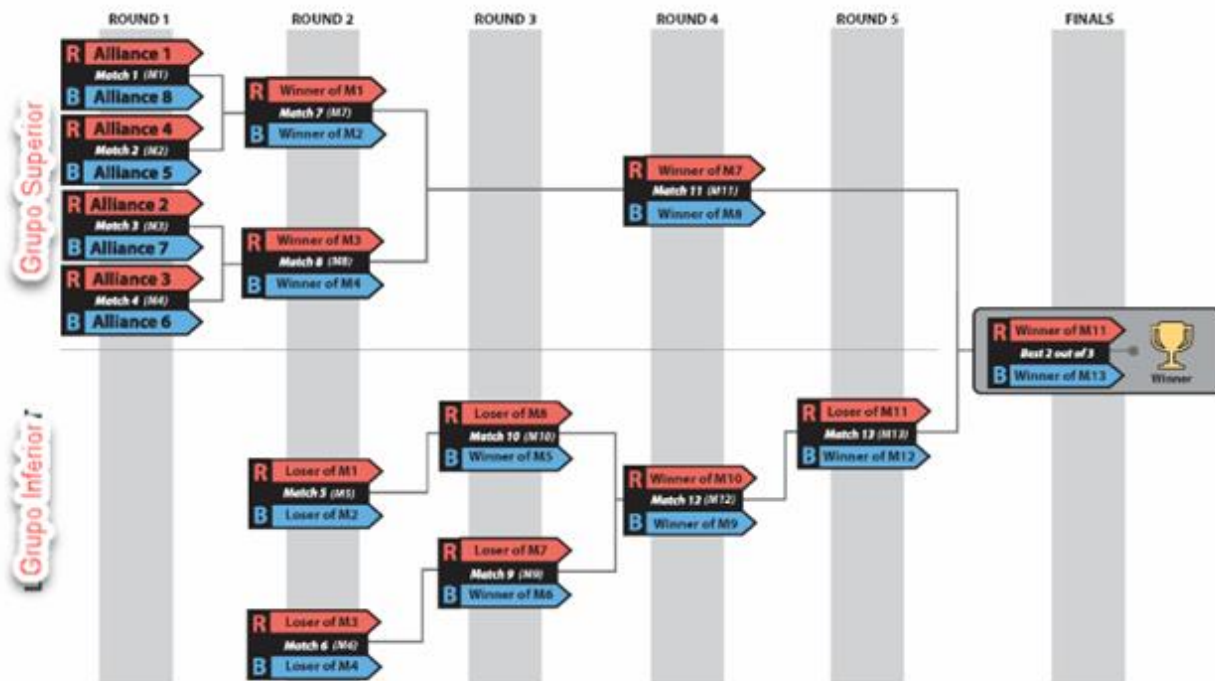 ROUND 1 ROUND 2 ROUND 3 ROUND 4 ROUND 5 FINALS
Grupo Superior
R Alliance 1
Match 1 (M1)
B Alliance 8
R Alliance 4
Match 2 (M2)
B Alliance 5
R Alliance 2
Match 3 (M3)
B Alliance 7
R Alliance 3
Match 4 (M4)
B Alliance 6
R Winner of M1
Match 7 (M7)
B Winner of M2
R Winner of M3
Match 8 (M8)
B Winner of M4
R Winner of M7
Match 11 (M11)
B Winner of M8
R Winner of M11
Best 2 out of 3
B Winner of M13
Winner
Grupo Inferior
R Loser of M1
Match 5 (M5)
B Loser of M2
R Loser of M3
Match 6 (M6)
B Loser of M4
R Loser of M8
Match 10 (M10)
B Winner of M5
R Loser of M7
Match 9 (M9)
B Winner of M6
R Winner of M10
Match 12 (M12)
B Winner of M9
R Loser of M11
Match 13 (M13)
B Winner of M12